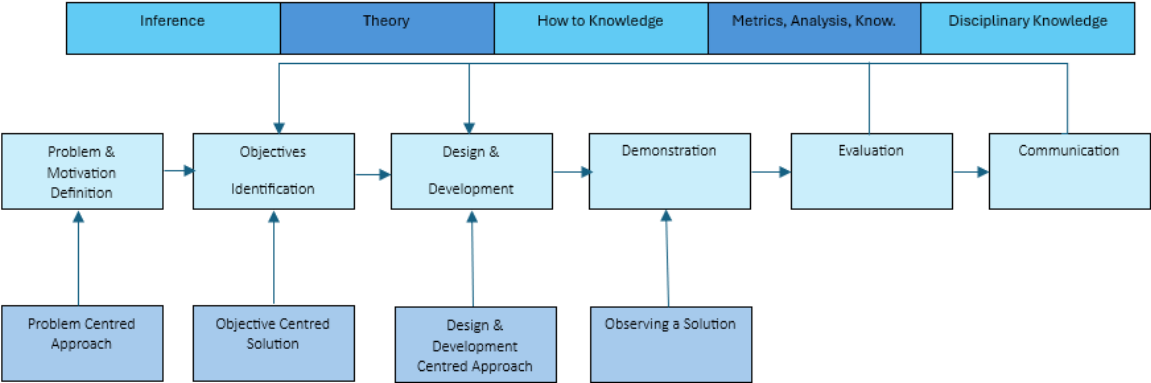 Inference
Theory
How to Knowledge
Metrics, Analysis, Know.
Disciplinary Knowledge
Problem &
Motivation
Definition
Objectives
Identification
Design &
Development
Demonstration
Evaluation
Communication
Problem Centred
Approach
Objective Centred
Solution
Design &
Development
Centred Approach
Observing a Solution